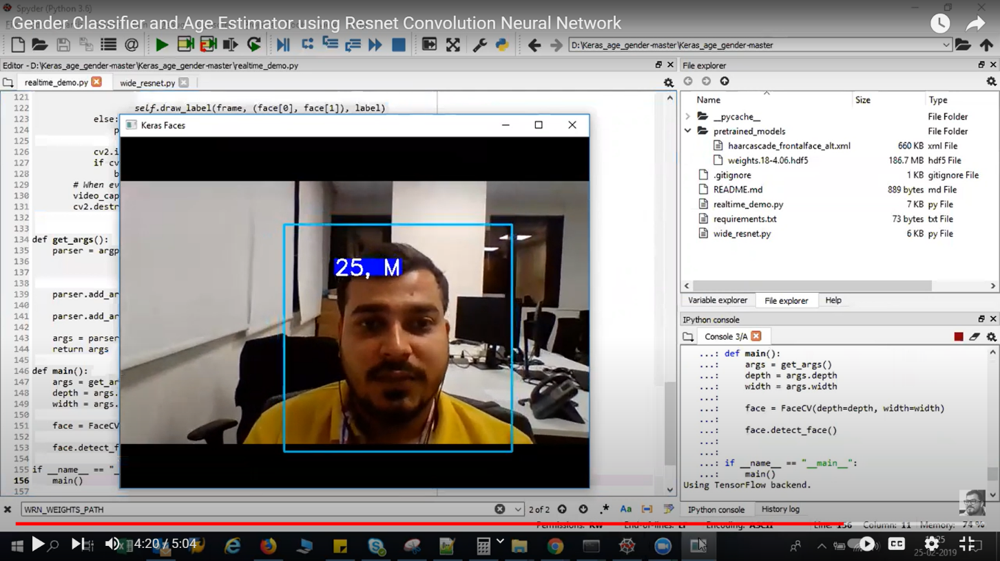 Spyder (Python 3.6)
Gender Classifier and Age Estimator using Resnet Convolution Neural Network
D:\Keras_age_gender-master\Keras_age_gender-master
Editor - D:\Keras_age_gender-master\Keras_age_gender-master\realtime_demo.py
realtime_demo.py
wide_resnet.py
121
122 self.draw_label(frame, (face[0], face[1]), label)
123 else:
124 p
125
126 cv2.i
127 if cv
128 b
129 # When ev
130 video_cap
131 cv2.destr
132
133
134 def get_args():
135 parser = argp
136
137
138
139 parser.add_ar
140
141 parser.add_ar
142
143 args = parser
144 return args
145
146 def main():
147 args = get_ar
148 depth = args.
149 width = args.
150
151 face = FaceCV
152
153 face.detect_f
154
155 if __name__ == "_
156 main()
157
Keras Faces
25, M
File explorer
Name Size Type
__pycache__ File Folder
pretrained_models File Folder
haarcascade_frontalface_alt.xml 660 KB xml File
weights.18-4.06.hdf5 186.7 MB hdf5 File
.gitignore 1 KB gitignore File
README.md 889 bytes md File
realtime_demo.py 7 KB py File
requirements.txt 73 bytes txt File
wide_resnet.py 6 KB py File
Variable explorer File explorer Help
IPython console
Console 3/A
...: def main():
...: args = get_args()
...: depth = args.depth
...: width = args.width
...:
...: face = FaceCV(depth=depth, width=width)
...:
...: face.detect_face()
...:
...:
...: if __name__ == "__main__":
...: main()
Using TensorFlow backend.
IPython console History log
WRN_WEIGHTS_PATH
Aa
2 of 2
Permissions: RW End-of-lines: LF Encoding: ASCII Line: 156 Column: 11 Memory: 74 %
4:20 / 5:04
CC
25-02-2019